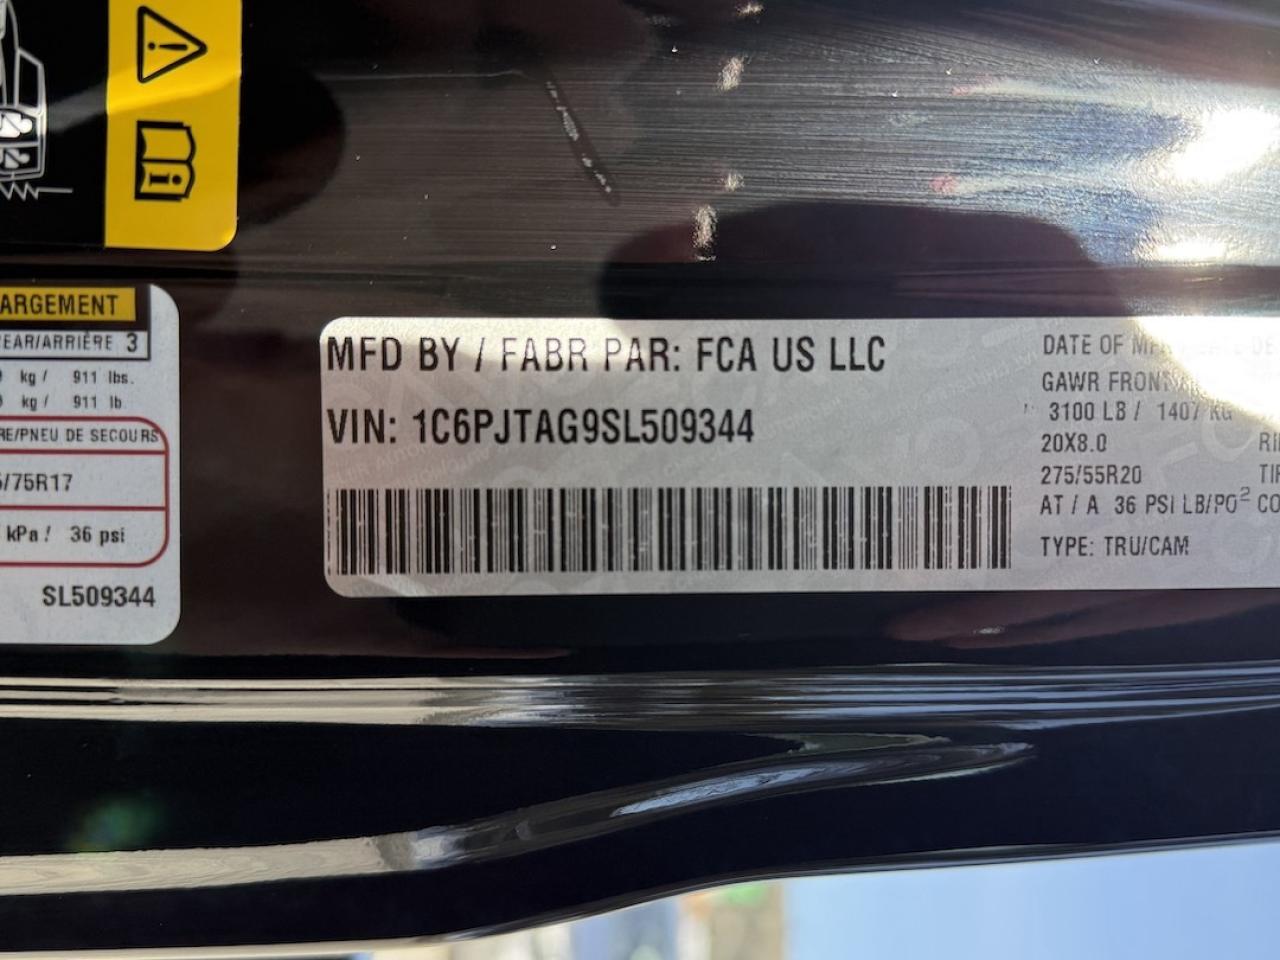 ARGEMENT
REAR/ARRIÈRE 3
kg / 911 lbs.
kg / 911 lb.
RE/PNEU DE SECOURS
/75R17
kPa / 36 psi
SL509344
MFD BY / FABR PAR: FCA US LLC
VIN: 1C6PJTAG9SL509344
DATE OF MFR
GAWR FRONT
3100 LB / 1407 KG
20X8.0
275/55R20
AT / A 36 PSI LB/PO²
TYPE: TRU/CAM